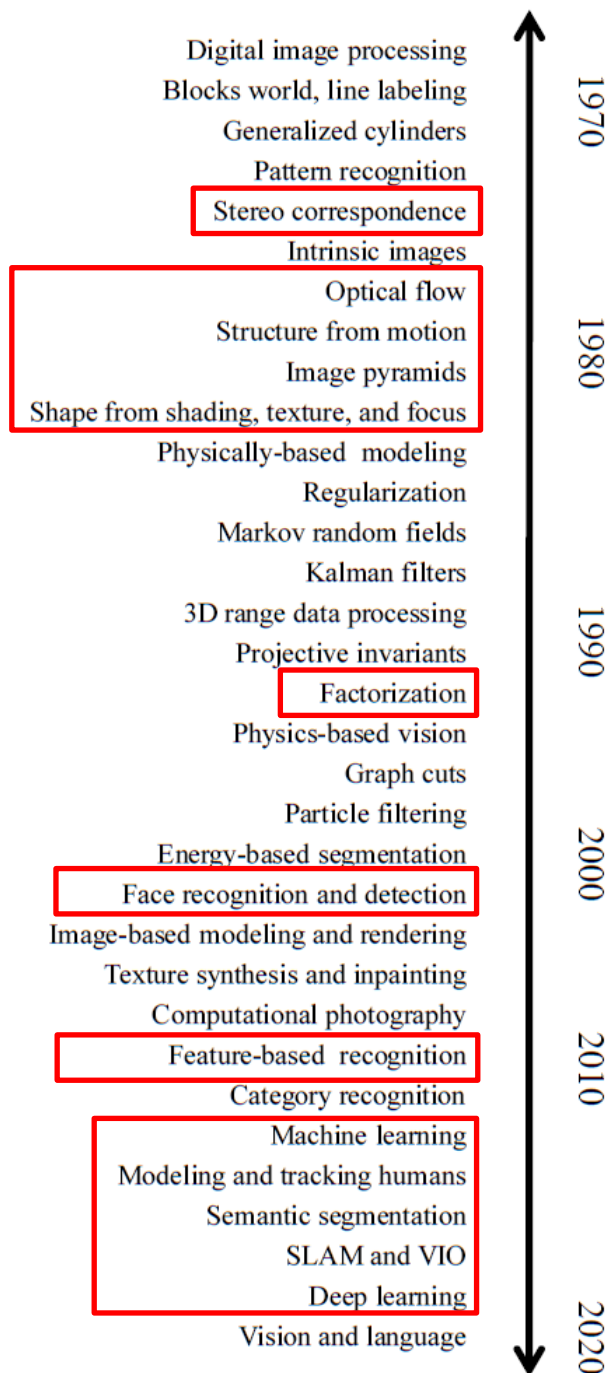 Digital image processing
Blocks world, line labeling
Generalized cylinders
Pattern recognition
Stereo correspondence
Intrinsic images
Optical flow
Structure from motion
Image pyramids
Shape from shading, texture, and focus
Physically-based modeling
Regularization
Markov random fields
Kalman filters
3D range data processing
Projective invariants
Factorization
Physics-based vision
Graph cuts
Particle filtering
Energy-based segmentation
Face recognition and detection
Image-based modeling and rendering
Texture synthesis and inpainting
Computational photography
Feature-based recognition
Category recognition
Machine learning
Modeling and tracking humans
Semantic segmentation
SLAM and VIO
Deep learning
Vision and language
1970
1980
1990
2000
2010
2020